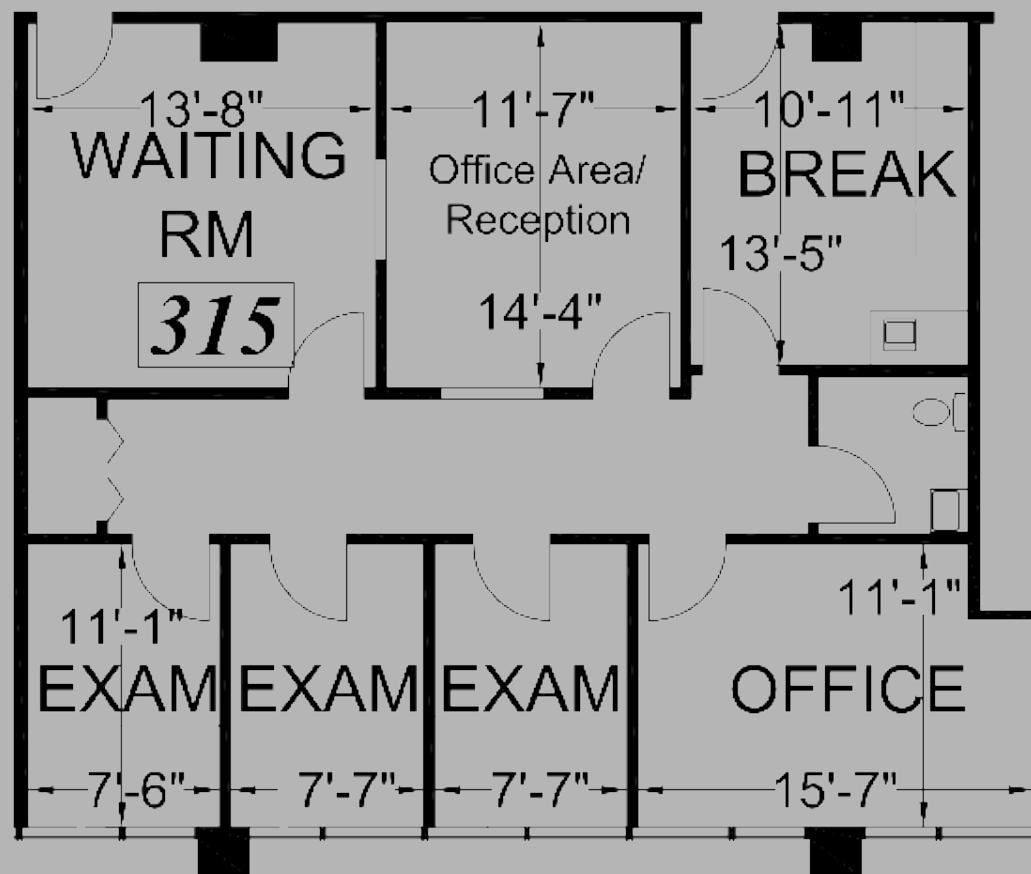 13'-8"
WAITING
RM
315
11'-7"
Office Area/
Reception
14'-4"
10'-11"
BREAK
13'-5"
11'-1"
EXAM
7'-6"
EXAM
7'-7"
EXAM
7'-7"
11'-1"
OFFICE
15'-7"